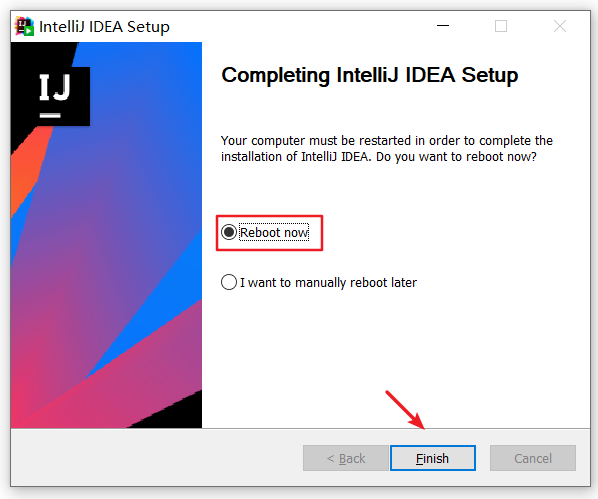 IntelliJ IDEA Setup
IJ
Completing IntelliJ IDEA Setup
Your computer must be restarted in order to complete the
installation of IntelliJ IDEA. Do you want to reboot now?
Reboot now
I want to manually reboot later
< Back
Finish
Cancel